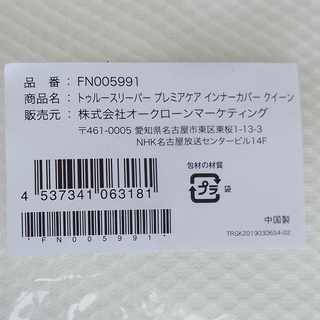 品 番 : FN005991
商品名 : トゥルースリーパー プレミアケア インナーカバー クイーン
販売元 : 株式会社オークローンマーケティング
〒461-0005 愛知県名古屋市東区東桜1-13-3
NHK名古屋放送センタービル14F
包材の材質
4 537341 063181
プラ
袋
*FN005991*
中国製
TRSK20190306S4-02